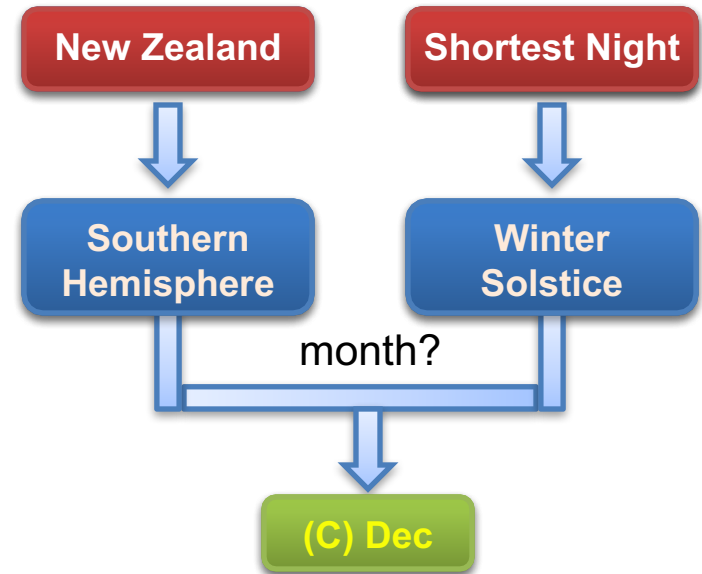 New Zealand
Shortest Night
Southern
Hemisphere
Winter
Solstice
month?
(C) Dec